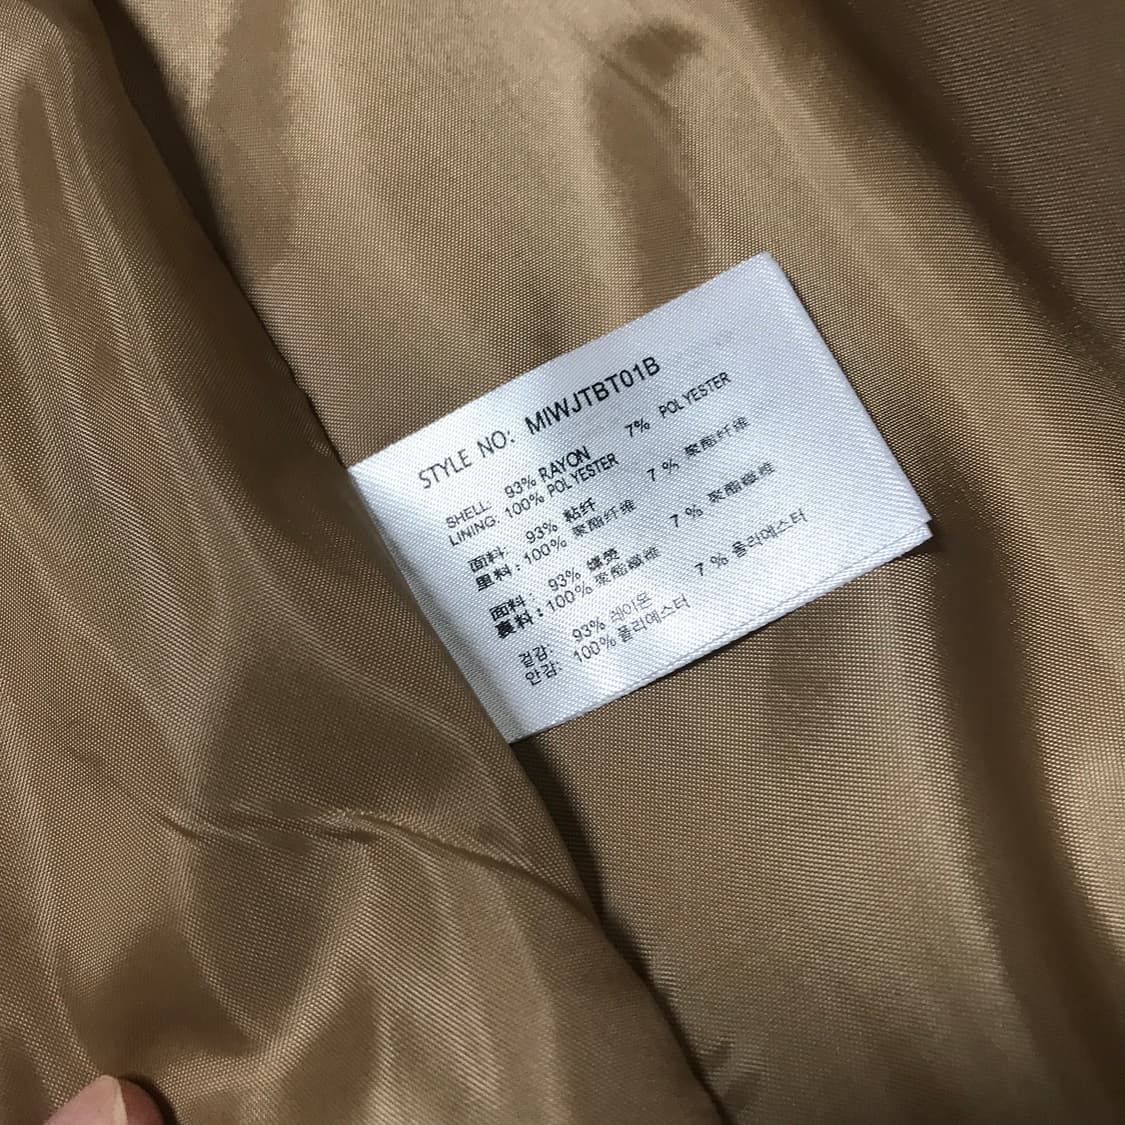 STYLE NO: MIWJTBT01B
SHELL: 93% RAYON 7% POLYESTER
LINING: 100% POLYESTER
面料: 93% 粘纤 7 % 聚酯纤维
里料: 100% 聚酯纤维
面料: 93% 7 % 聚酯纖維
裏料: 100% 聚酯纖維
겉감: 93% 레이온 7 % 폴리에스터
안감: 100% 폴리에스터